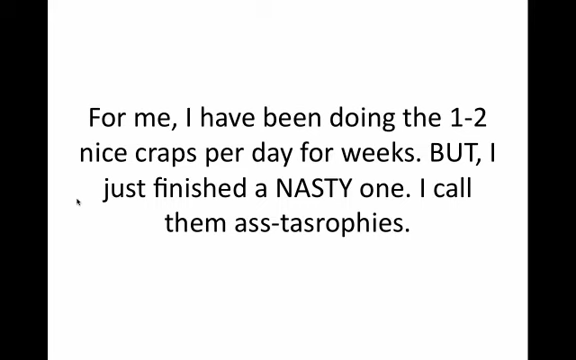 For me, I have been doing the 1-2
nice craps per day for weeks. BUT, I
just finished a NASTY one. I call
them ass-tasrophies.